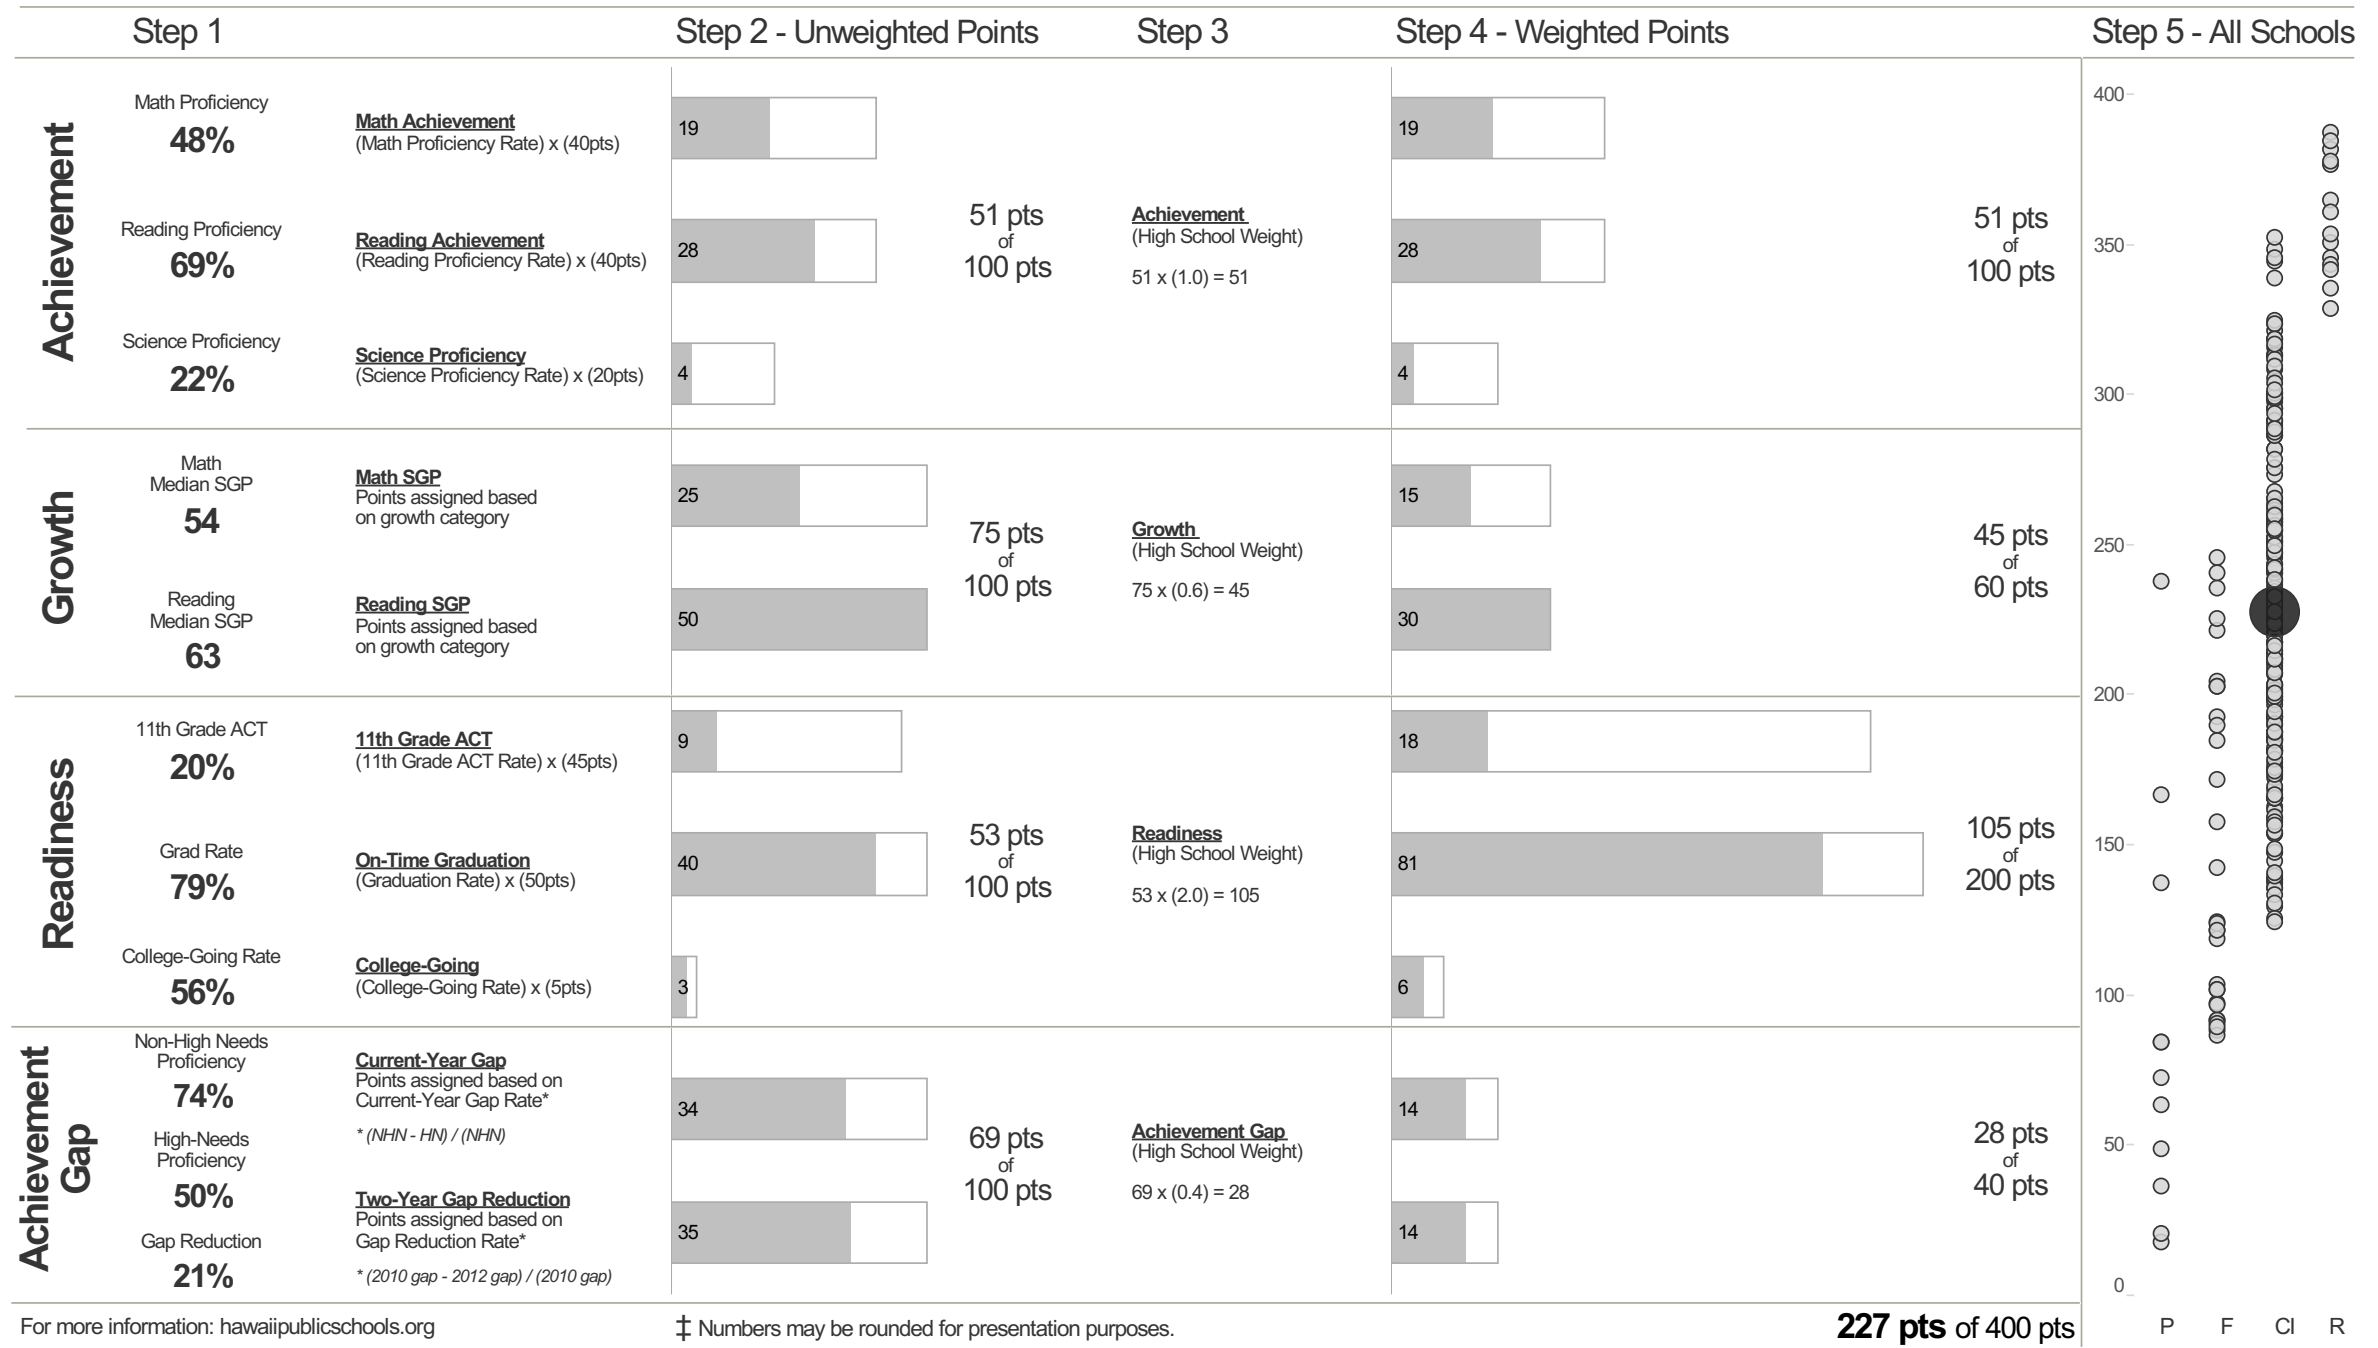 Step 1
Step 2 - Unweighted Points
Step 3
Step 4 - Weighted Points
Step 5 - All Schools
Achievement
Math Proficiency
48%
Math Achievement
(Math Proficiency Rate) x (40pts)
19
19
Reading Proficiency
69%
Reading Achievement
(Reading Proficiency Rate) x (40pts)
28
51 pts
of
100 pts
Achievement
(High School Weight)
51 x (1.0) = 51
28
51 pts
of
100 pts
Science Proficiency
22%
Science Proficiency
(Science Proficiency Rate) x (20pts)
4
4
Growth
Math
Median SGP
54
Math SGP
Points assigned based
on growth category
25
75 pts
of
100 pts
Growth
(High School Weight)
75 x (0.6) = 45
15
45 pts
of
60 pts
Reading
Median SGP
63
Reading SGP
Points assigned based
on growth category
50
30
Readiness
11th Grade ACT
20%
11th Grade ACT
(11th Grade ACT Rate) x (45pts)
9
18
Grad Rate
79%
On-Time Graduation
(Graduation Rate) x (50pts)
40
53 pts
of
100 pts
Readiness
(High School Weight)
53 x (2.0) = 105
81
105 pts
of
200 pts
College-Going Rate
56%
College-Going
(College-Going Rate) x (5pts)
3
6
Achievement
Gap
Non-High Needs
Proficiency
74%
High-Needs
Proficiency
50%
Gap Reduction
21%
Current-Year Gap
Points assigned based on
Current-Year Gap Rate*
* (NHN - HN) / (NHN)
Two-Year Gap Reduction
Points assigned based on
Gap Reduction Rate*
* (2010 gap - 2012 gap) / (2010 gap)
34
35
69 pts
of
100 pts
Achievement Gap
(High School Weight)
69 x (0.4) = 28
14
14
28 pts
of
40 pts
400
350
300
250
200
150
100
50
0
P F CI R
For more information: hawaiipublicschools.org
‡ Numbers may be rounded for presentation purposes.
227 pts of 400 pts